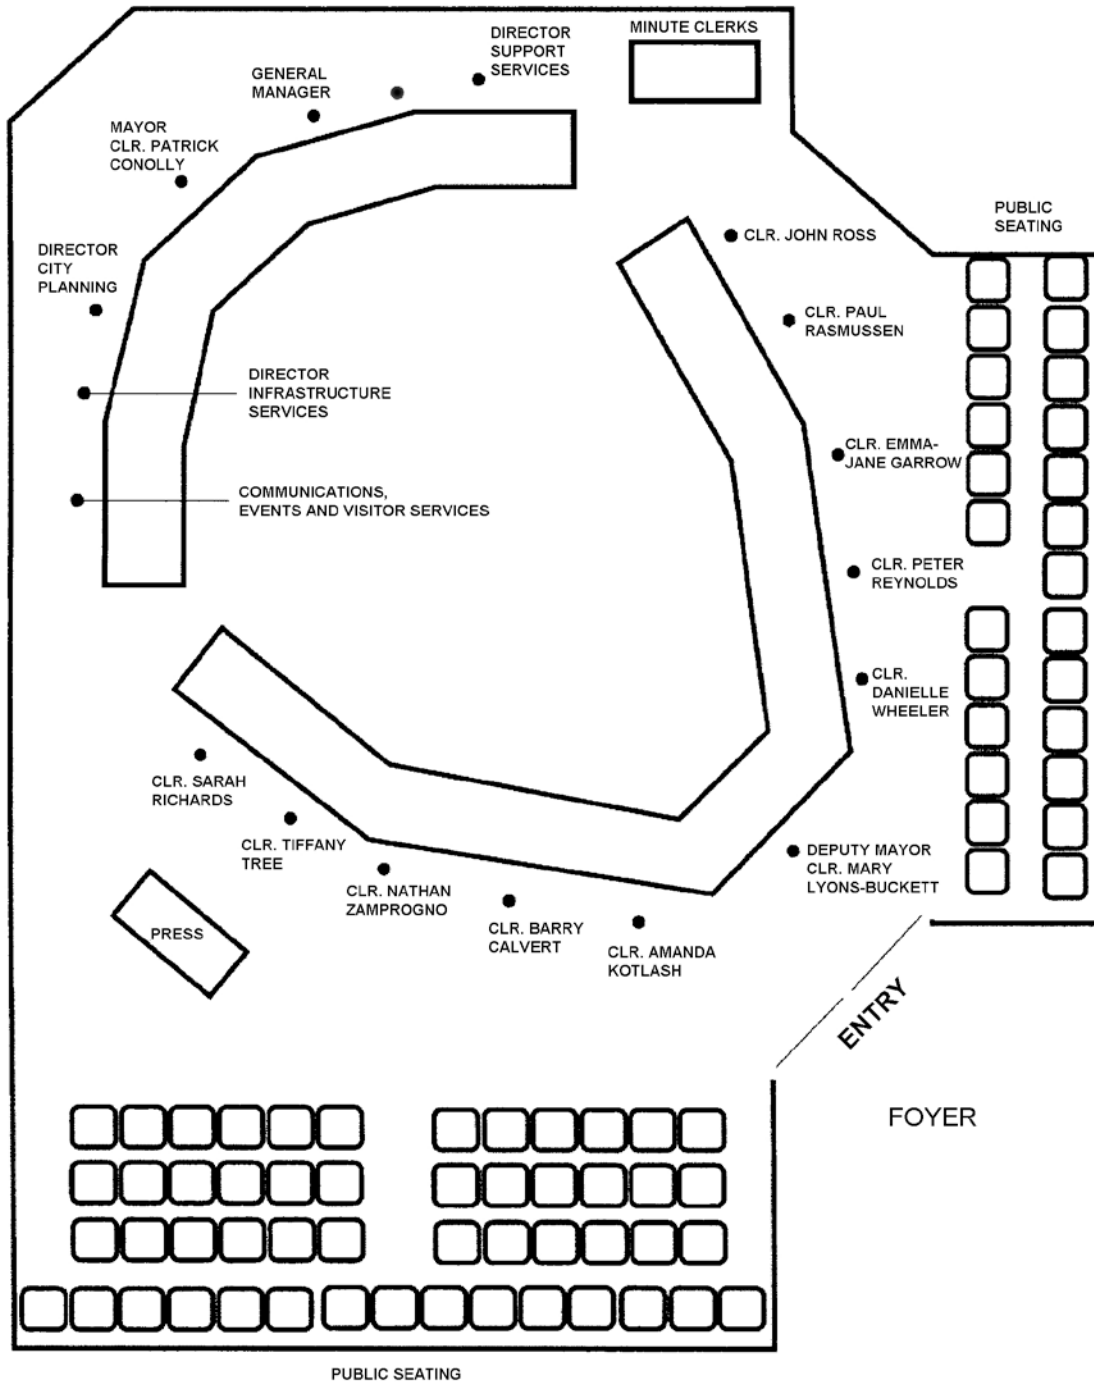 MINUTE CLERKS
DIRECTOR
SUPPORT
SERVICES
GENERAL
MANAGER
MAYOR
CLR. PATRICK
CONOLLY
DIRECTOR
CITY
PLANNING
DIRECTOR
INFRASTRUCTURE
SERVICES
COMMUNICATIONS,
EVENTS AND VISITOR SERVICES
PUBLIC
SEATING
CLR. JOHN ROSS
CLR. PAUL
RASMUSSEN
CLR. EMMA-
JANE GARROW
CLR. PETER
REYNOLDS
CLR.
DANIELLE
WHEELER
DEPUTY MAYOR
CLR. MARY
LYONS-BUCKETT
CLR. SARAH
RICHARDS
CLR. TIFFANY
TREE
CLR. NATHAN
ZAMPROGNO
CLR. BARRY
CALVERT
CLR. AMANDA
KOTLASH
PRESS
ENTRY
FOYER
PUBLIC SEATING